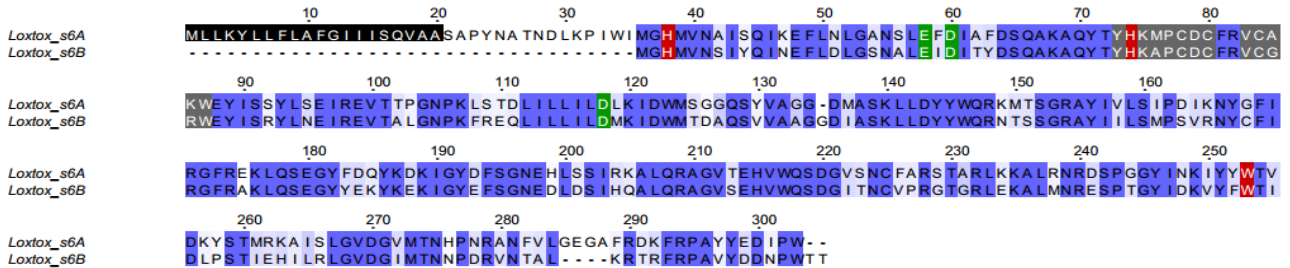 10 20 30 40 50 60 70 80
Loxtox_s6A MLLKYLLFLAFGIIISQVAASAPYNATNDLKPIWIMGHMVNAISQIKEFLNLGANSLEFDIAFDSQAKAQYTYHKMPCDCFRVCA
Loxtox_s6B -----------------------------------MGHMVNAIYQINEFLDLGSNALEIDITYDSQAKAQYTYHKAPCDCFRVCG
90 100 110 120 130 140 150 160
Loxtox_s6A KWEYISSYLSEIREVTTPGNPKLSTDLILLILDLKIDWMSGGQSYVAGG-DMASKLLDYYWQRKMTSGRAYIVLSIPDIKNYGFI
Loxtox_s6B RWEYISRYLNEIREVTALGNPKFREQLILLILDMKIDWMTDAQSVVAAGGDIASKLLDYYWQRNTSSGRAYIILSMPSVRNYCFI
180 190 200 210 220 230 240 250
Loxtox_s6A RGFREKLQSEGYFDQYKDKIGYDFSGNEHLSSIRKALQRAGVTEHVWQSDGVSNCFARSTARLKKALRNRDSPGGYINKIYYWTV
Loxtox_s6B RGFRAKLQSEGYYEKYKEKIGYEFSGNEDLDSIHQALQRAGVSEHVWQSDGITNCVPRGTGRLEKALMNRESPTGYIDKVYFWTI
260 270 280 290 300
Loxtox_s6A DKYSTMRKAISLGVDGVMTNHPNRANFVLGEGAFRDKFRPAYYEDIPW--
Loxtox_s6B DLPSTIEHILRLGVDGIMTNNPDRVNTAL----KRTRFRPAVYDDNPWTT